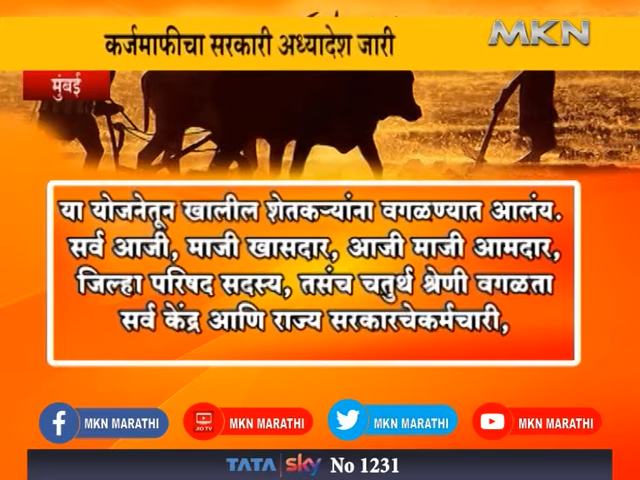 कर्जमाफीचा सरकारी अध्यादेश जारी
MKN
मुंबई
या योजनेतून खालील शेतकऱ्यांना वगळण्यात आलंय.
सर्व आजी, माजी खासदार, आजी माजी आमदार,
जिल्हा परिषद सदस्य, तसंच चतुर्थ श्रेणी वगळता
सर्व केंद्र आणि राज्य सरकारचेकर्मचारी,
MKN MARATHI
JIOTV
MKN MARATHI
MKN MARATHI
MKN MARATHI
TATA sky No 1231